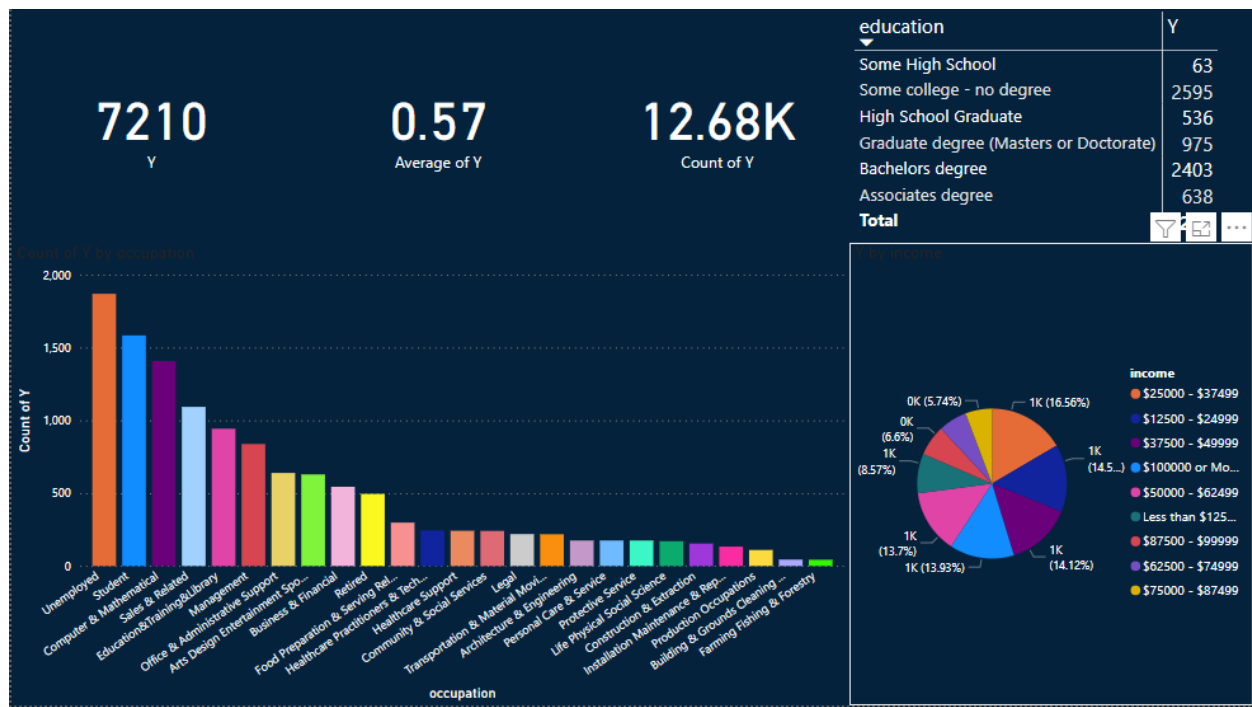 7210
Y
0.57
Average of Y
12.68K
Count of Y
education Y
Some High School 63
Some college - no degree 2595
High School Graduate 536
Graduate degree (Masters or Doctorate) 975
Bachelors degree 2403
Associates degree 638
Total
Count of Y by occupation
2,000
1,500
1,000
500
0
Count of Y
Unemployed
Student
Computer & Mathematical
Sales & Related
Education&Training&Library
Management
Office & Administrative Support
Arts Design Entertainment Spo...
Business & Financial
Retired
Food Preparation & Serving Rel...
Healthcare Practitioners & Tech...
Healthcare Support
Community & Social Services
Legal
Transportation & Material Movi...
Architecture & Engineering
Personal Care & Service
Protective Service
Life Physical Social Science
Construction & Extraction
Installation Maintenance & Rep...
Production Occupations
Building & Grounds Cleaning ...
Farming Fishing & Forestry
occupation
Y by income
0K (5.74%)
1K (16.56%)
0K
(6.6%)
1K
(14.5...)
1K
(8.57%)
1K
(13.7%)
1K
(14.12%)
1K (13.93%)
income
$25000 - $37499
$12500 - $24999
$37500 - $49999
$100000 or Mo...
$50000 - $62499
Less than $125...
$87500 - $99999
$62500 - $74999
$75000 - $87499